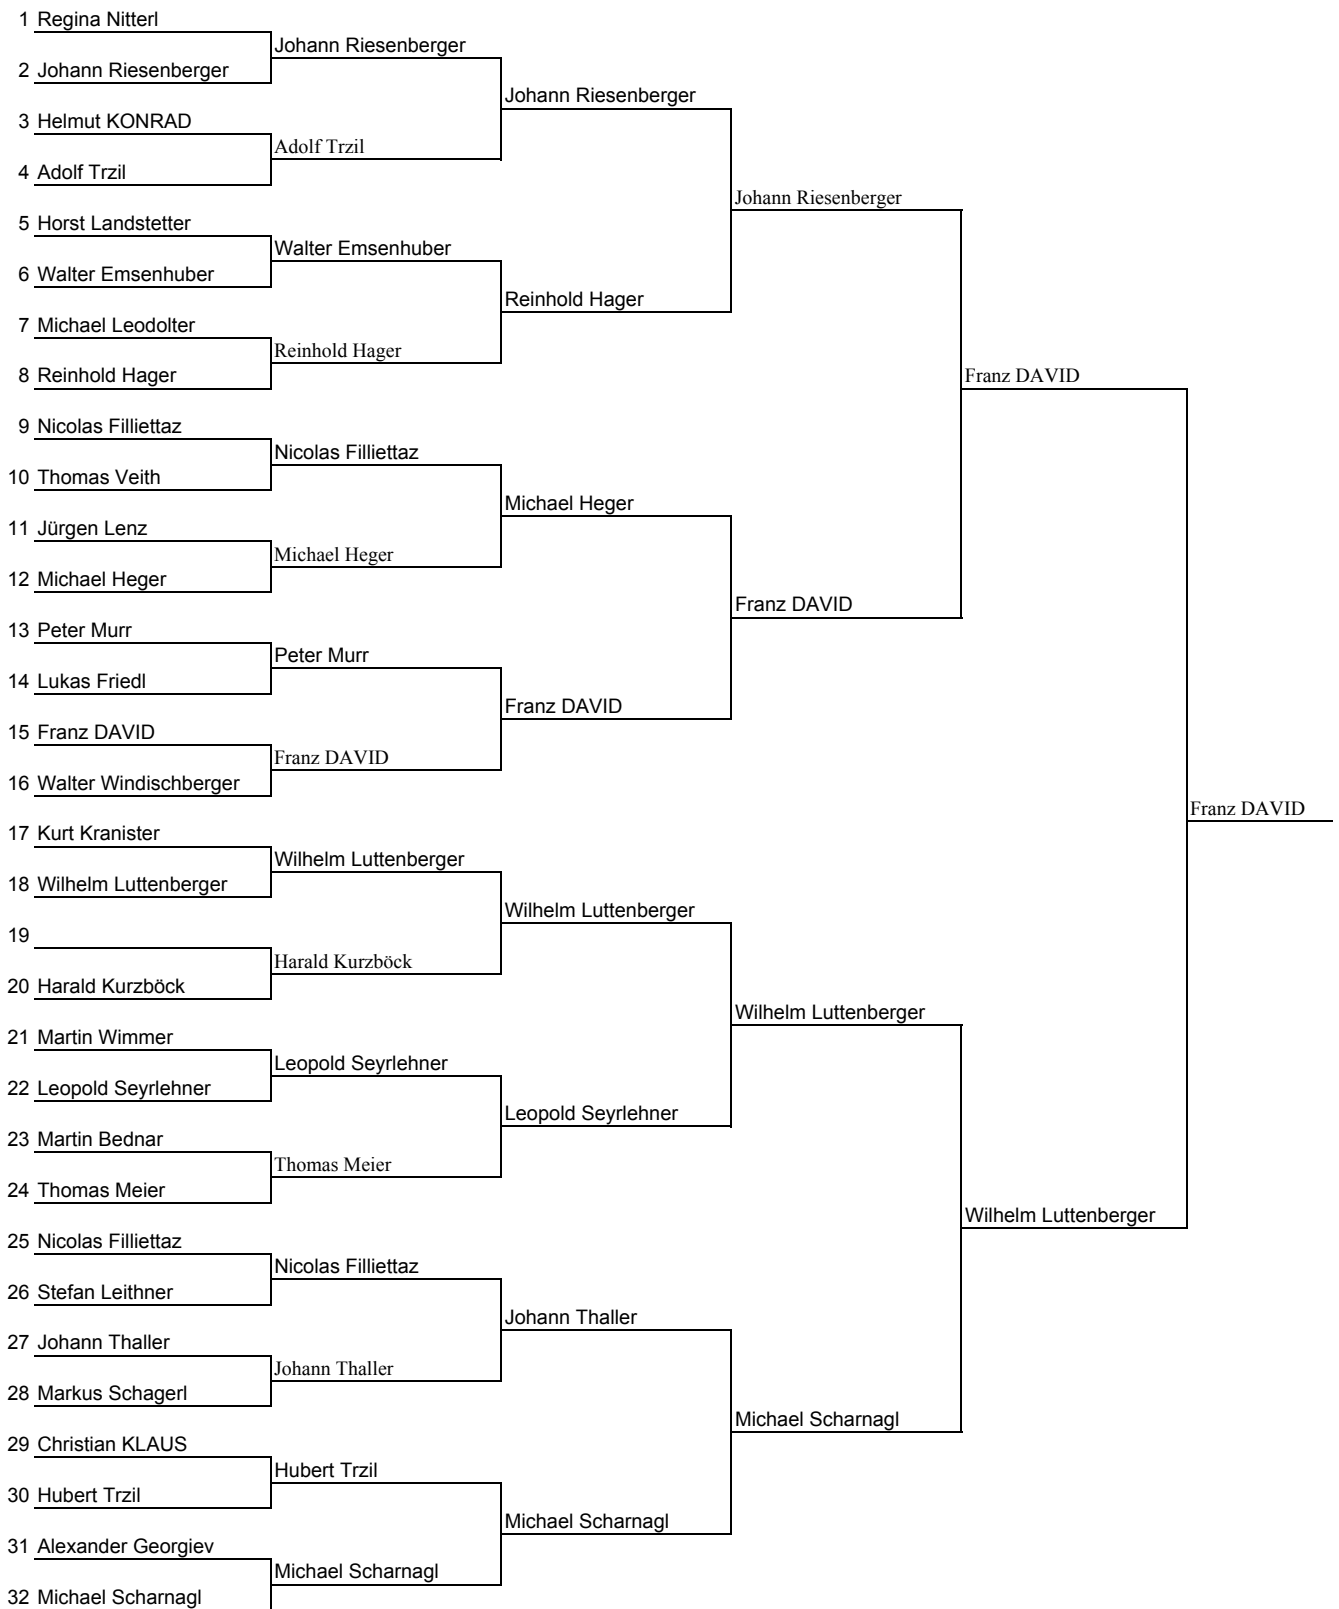 1 Regina Nitterl
Johann Riesenberger
2 Johann Riesenberger
Johann Riesenberger
3 Helmut KONRAD
Adolf Trzil
4 Adolf Trzil
Johann Riesenberger
5 Horst Landstetter
Walter Emsenhuber
6 Walter Emsenhuber
Reinhold Hager
7 Michael Leodolter
Reinhold Hager
8 Reinhold Hager
Franz DAVID
9 Nicolas Filliettaz
Nicolas Filliettaz
10 Thomas Veith
Michael Heger
11 Jürgen Lenz
Michael Heger
12 Michael Heger
Franz DAVID
13 Peter Murr
Peter Murr
14 Lukas Friedl
Franz DAVID
15 Franz DAVID
Franz DAVID
16 Walter Windischberger
Franz DAVID
17 Kurt Kranister
Wilhelm Luttenberger
18 Wilhelm Luttenberger
Wilhelm Luttenberger
19
Harald Kurzböck
20 Harald Kurzböck
Wilhelm Luttenberger
21 Martin Wimmer
Leopold Seyrlehner
22 Leopold Seyrlehner
Leopold Seyrlehner
23 Martin Bednar
Thomas Meier
24 Thomas Meier
Wilhelm Luttenberger
25 Nicolas Filliettaz
Nicolas Filliettaz
26 Stefan Leithner
Johann Thaller
27 Johann Thaller
Johann Thaller
28 Markus Schagerl
Michael Scharnagl
29 Christian KLAUS
Hubert Trzil
30 Hubert Trzil
Michael Scharnagl
31 Alexander Georgiev
Michael Scharnagl
32 Michael Scharnagl